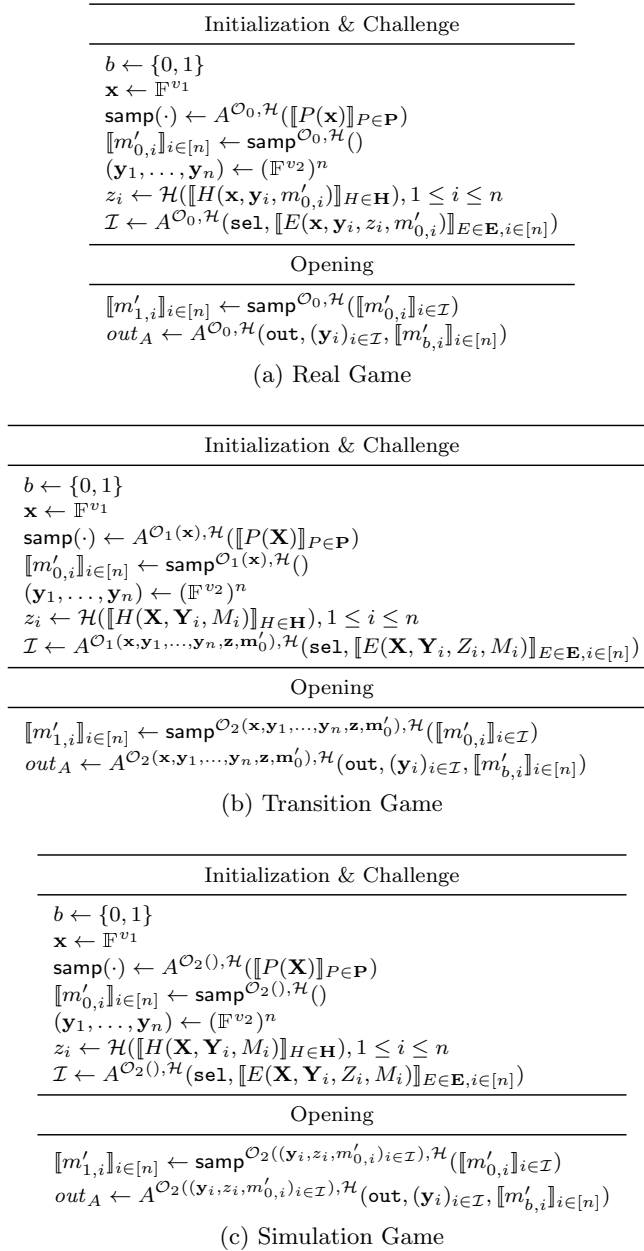 Initialization & Challenge
b ← {0, 1}
𝐱 ← 𝔽^{v_1}
samp(·) ← A^{𝒪_0,ℋ}(⟦P(𝐱)⟧_{P∈𝐏})
⟦m′_{0,i}⟧_{i∈[n]} ← samp^{𝒪_0,ℋ}()
(𝐲_1, . . . , 𝐲_n) ← (𝔽^{v_2})^n
z_i ← ℋ(⟦H(𝐱, 𝐲_i, m′_{0,i})⟧_{H∈𝐇}), 1 ≤ i ≤ n
ℐ ← A^{𝒪_0,ℋ}(sel, ⟦E(𝐱, 𝐲_i, z_i, m′_{0,i})⟧_{E∈𝐄,i∈[n]})
Opening
⟦m′_{1,i}⟧_{i∈[n]} ← samp^{𝒪_0,ℋ}(⟦m′_{0,i}⟧_{i∈ℐ})
out_A ← A^{𝒪_0,ℋ}(out, (𝐲_i)_{i∈ℐ}, ⟦m′_{b,i}⟧_{i∈[n]})
(a) Real Game
Initialization & Challenge
b ← {0, 1}
𝐱 ← 𝔽^{v_1}
samp(·) ← A^{𝒪_1(𝐱),ℋ}(⟦P(𝐗)⟧_{P∈𝐏})
⟦m′_{0,i}⟧_{i∈[n]} ← samp^{𝒪_1(𝐱),ℋ}()
(𝐲_1, . . . , 𝐲_n) ← (𝔽^{v_2})^n
z_i ← ℋ(⟦H(𝐗, 𝐘_i, M_i)⟧_{H∈𝐇}), 1 ≤ i ≤ n
ℐ ← A^{𝒪_1(𝐱,𝐲_1,...,𝐲_n,𝐳,𝐦′_0),ℋ}(sel, ⟦E(𝐗, 𝐘_i, Z_i, M_i)⟧_{E∈𝐄,i∈[n]})
Opening
⟦m′_{1,i}⟧_{i∈[n]} ← samp^{𝒪_2(𝐱,𝐲_1,...,𝐲_n,𝐳,𝐦′_0),ℋ}(⟦m′_{0,i}⟧_{i∈ℐ})
out_A ← A^{𝒪_2(𝐱,𝐲_1,...,𝐲_n,𝐳,𝐦′_0),ℋ}(out, (𝐲_i)_{i∈ℐ}, ⟦m′_{b,i}⟧_{i∈[n]})
(b) Transition Game
Initialization & Challenge
b ← {0, 1}
𝐱 ← 𝔽^{v_1}
samp(·) ← A^{𝒪_2(),ℋ}(⟦P(𝐗)⟧_{P∈𝐏})
⟦m′_{0,i}⟧_{i∈[n]} ← samp^{𝒪_2(),ℋ}()
(𝐲_1, . . . , 𝐲_n) ← (𝔽^{v_2})^n
z_i ← ℋ(⟦H(𝐗, 𝐘_i, M_i)⟧_{H∈𝐇}), 1 ≤ i ≤ n
ℐ ← A^{𝒪_2(),ℋ}(sel, ⟦E(𝐗, 𝐘_i, Z_i, M_i)⟧_{E∈𝐄,i∈[n]})
Opening
⟦m′_{1,i}⟧_{i∈[n]} ← samp^{𝒪_2((𝐲_i,z_i,m′_{0,i})_{i∈ℐ}),ℋ}(⟦m′_{0,i}⟧_{i∈ℐ})
out_A ← A^{𝒪_2((𝐲_i,z_i,m′_{0,i})_{i∈ℐ}),ℋ}(out, (𝐲_i)_{i∈ℐ}, ⟦m′_{b,i}⟧_{i∈[n]})
(c) Simulation Game